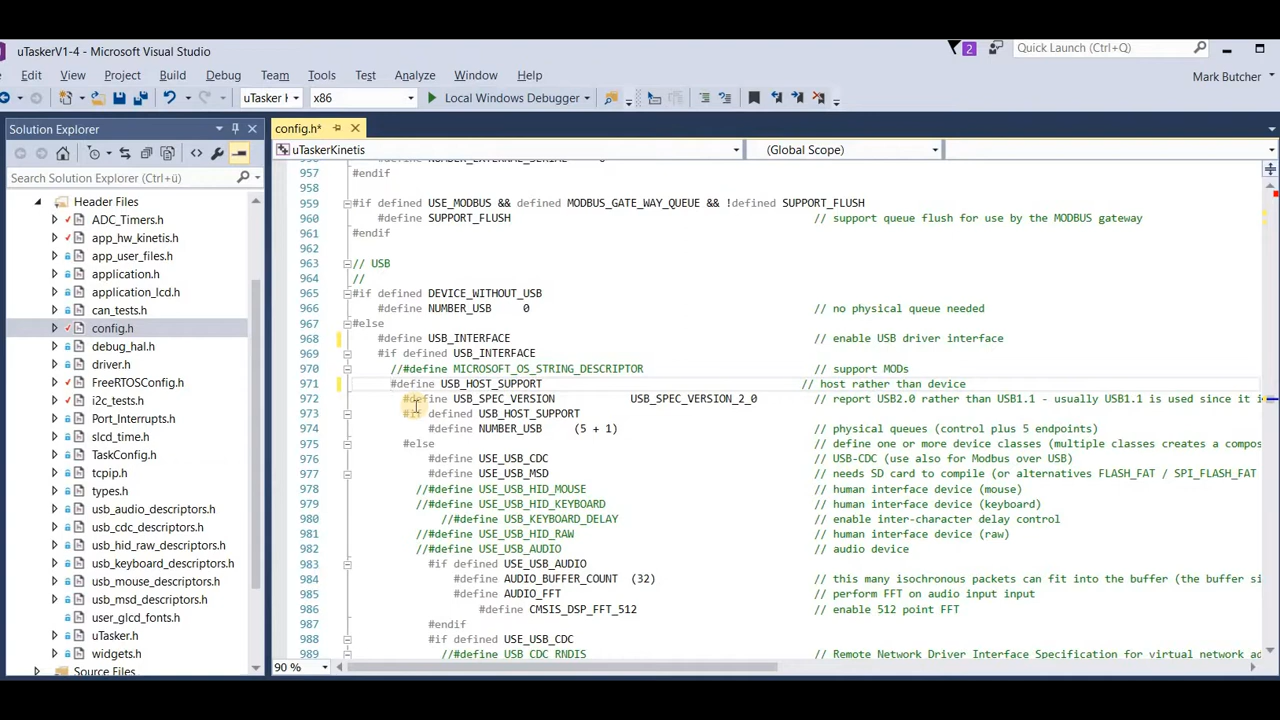 uTaskerV1-4 - Microsoft Visual Studio
2
Quick Launch (Ctrl+Q)
Edit View Project Build Debug Team Tools Test Analyze Window Help
Mark Butcher
uTasker x86 Local Windows Debugger
Solution Explorer
config.h*
uTaskerKinetis (Global Scope)
Search Solution Explorer (Ctrl+ü)
Header Files
ADC_Timers.h
app_hw_kinetis.h
app_user_files.h
application.h
application_lcd.h
can_tests.h
config.h
debug_hal.h
driver.h
FreeRTOSConfig.h
i2c_tests.h
Port_Interrupts.h
slcd_time.h
TaskConfig.h
tcpip.h
types.h
usb_audio_descriptors.h
usb_cdc_descriptors.h
usb_hid_raw_descriptors.h
usb_keyboard_descriptors.h
usb_mouse_descriptors.h
usb_msd_descriptors.h
user_glcd_fonts.h
uTasker.h
widgets.h
Source Files
956 #define NUMBER_EXTERNAL_SERIAL 0
957 #endif
958
959 #if defined USE_MODBUS && defined MODBUS_GATE_WAY_QUEUE && !defined SUPPORT_FLUSH
960 #define SUPPORT_FLUSH // support queue flush for use by the MODBUS gateway
961 #endif
962
963 // USB
964 //
965 #if defined DEVICE_WITHOUT_USB
966 #define NUMBER_USB 0 // no physical queue needed
967 #else
968 #define USB_INTERFACE // enable USB driver interface
969 #if defined USB_INTERFACE
970 //#define MICROSOFT_OS_STRING_DESCRIPTOR // support MODs
971 #define USB_HOST_SUPPORT // host rather than device
972 #define USB_SPEC_VERSION USB_SPEC_VERSION_2_0 // report USB2.0 rather than USB1.1 - usually USB1.1 is used since it i
973 #if defined USB_HOST_SUPPORT
974 #define NUMBER_USB (5 + 1) // physical queues (control plus 5 endpoints)
975 #else // define one or more device classes (multiple classes creates a compos
976 #define USE_USB_CDC // USB-CDC (use also for Modbus over USB)
977 #define USE_USB_MSD // needs SD card to compile (or alternatives FLASH_FAT / SPI_FLASH_FAT
978 //#define USE_USB_HID_MOUSE // human interface device (mouse)
979 //#define USE_USB_HID_KEYBOARD // human interface device (keyboard)
980 //#define USB_KEYBOARD_DELAY // enable inter-character delay control
981 //#define USE_USB_HID_RAW // human interface device (raw)
982 //#define USE_USB_AUDIO // audio device
983 #if defined USE_USB_AUDIO
984 #define AUDIO_BUFFER_COUNT (32) // this many isochronous packets can fit into the buffer (the buffer si
985 #define AUDIO_FFT // perform FFT on audio input input
986 #define CMSIS_DSP_FFT_512 // enable 512 point FFT
987 #endif
988 #if defined USE_USB_CDC
989 //#define USB_CDC_RNDIS // Remote Network Driver Interface Specification for virtual network ad
90 %